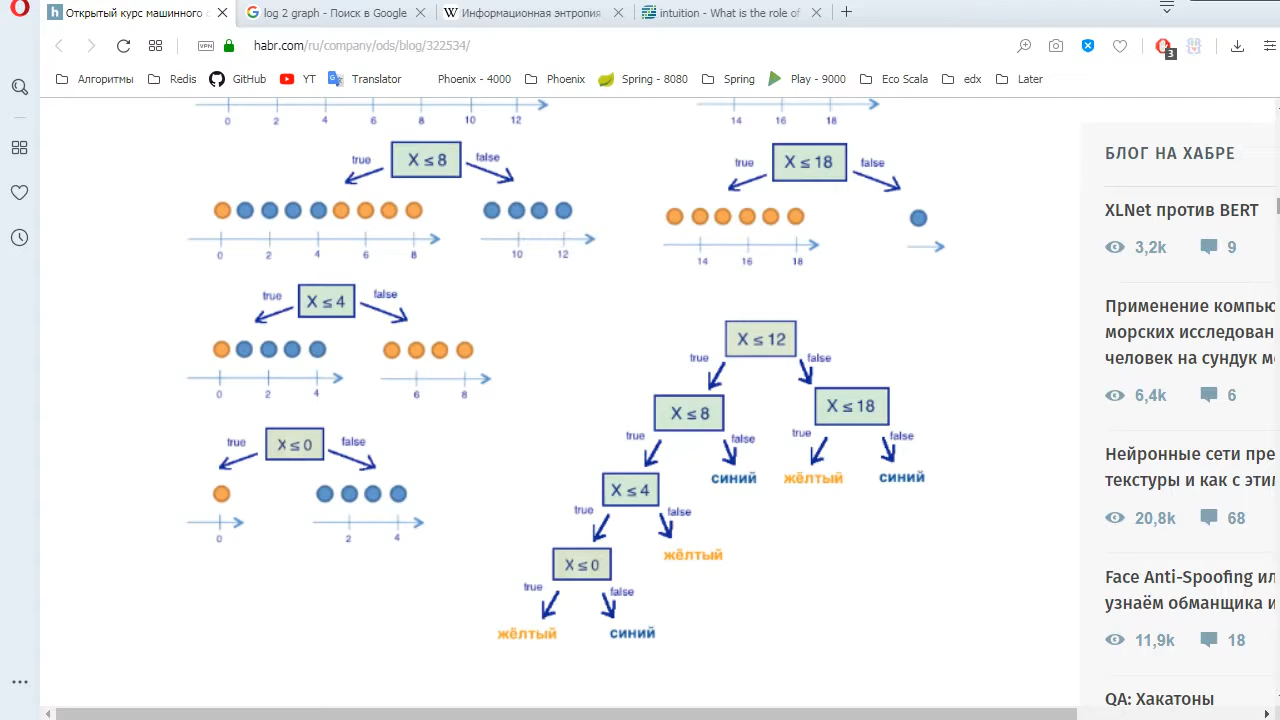 Открытый курс машинного
log 2 graph - Поиск в Google
Информационная энтропия
intuition - What is the role of
VPN
habr.com/ru/company/ods/blog/322534/
3
Алгоритмы Redis GitHub YT Translator Phoenix - 4000 Phoenix Spring - 8080 Spring Play - 9000 Eco Scala edx Later
0 2 4 6 8 10 12
14 16 18
true X ≤ 8 false
0 2 4 6 8
10 12
true X ≤ 18 false
14 16 18
true X ≤ 4 false
0 2 4
6 8
true X ≤ 0 false
0
2 4
X ≤ 12
true false
X ≤ 8 X ≤ 18
true false true false
синий жёлтый синий
X ≤ 4
true false
жёлтый
X ≤ 0
true false
жёлтый синий
БЛОГ НА ХАБРЕ
XLNet против BERT
3,2k 9
Применение компью
морских исследован
человек на сундук м
6,4k 6
Нейронные сети пре
текстуры и как с эти
20,8k 68
Face Anti-Spoofing ил
узнаём обманщика и
11,9k 18
QA: Хакатоны